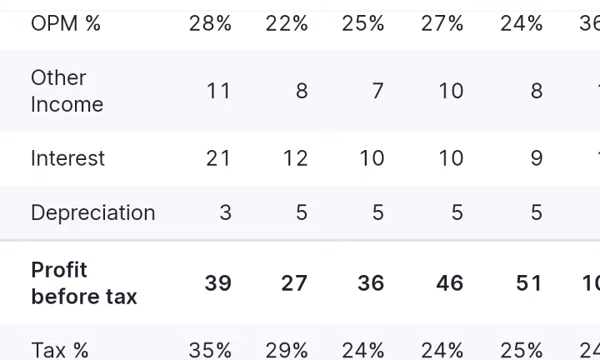 OPM % 28% 22% 25% 27% 24%
Other
Income 11 8 7 10 8
Interest 21 12 10 10 9
Depreciation 3 5 5 5 5
Profit
before tax 39 27 36 46 51
Tax % 35% 29% 24% 24% 25%